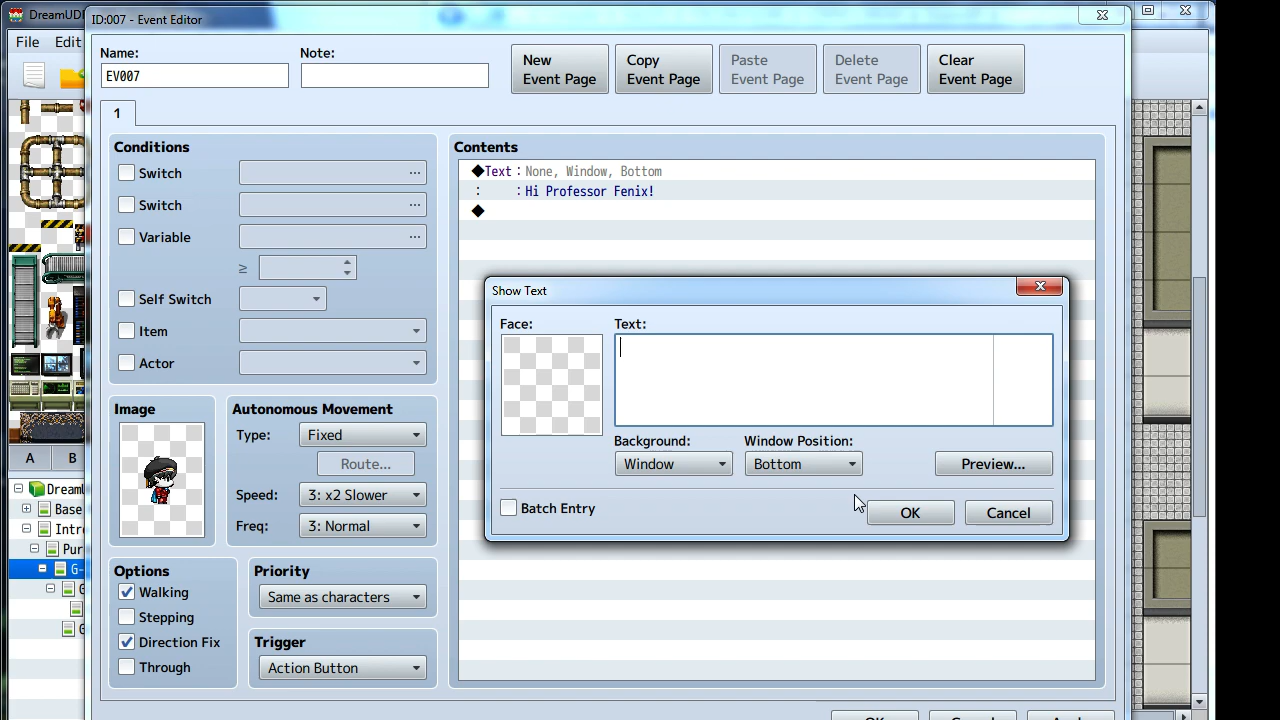 DreamUD
ID:007 - Event Editor
File Edit
Name:
Note:
EV007
New
Event Page
Copy
Event Page
Paste
Event Page
Delete
Event Page
Clear
Event Page
1
Conditions
Switch ...
Switch ...
Variable ...
≥
Self Switch
Item
Actor
Contents
◆Text : None, Window, Bottom
: : Hi Professor Fenix!
◆
Show Text
Face:
Text:
Background:
Window Position:
Window
Bottom
Preview...
Batch Entry
OK
Cancel
Image
Autonomous Movement
Type: Fixed
Route...
Speed: 3: x2 Slower
Freq: 3: Normal
Options
Walking
Stepping
Direction Fix
Through
Priority
Same as characters
Trigger
Action Button
A B
Dreaml
Base
Intr
Pur
G-